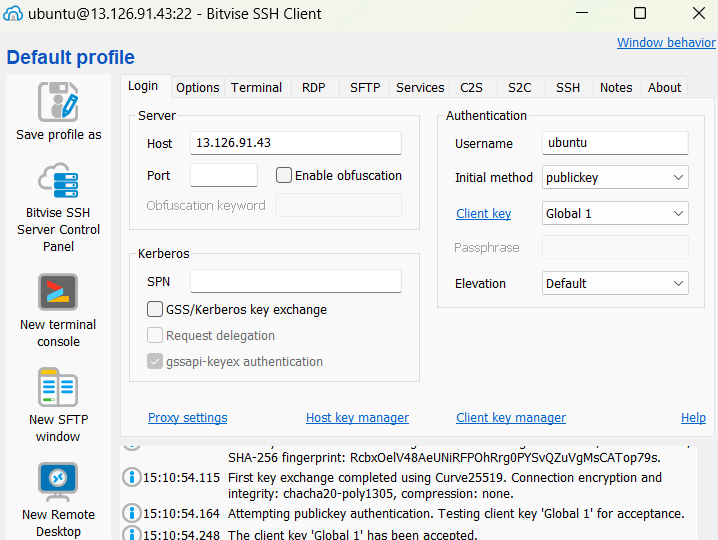 ubuntu@13.126.91.43:22 - Bitvise SSH Client
Window behavior
Default profile
Save profile as
Bitvise SSH
Server Control
Panel
New terminal
console
New SFTP
window
New Remote
Desktop
Login Options Terminal RDP SFTP Services C2S S2C SSH Notes About
Server
Host 13.126.91.43
Port Enable obfuscation
Obfuscation keyword
Kerberos
SPN
GSS/Kerberos key exchange
Request delegation
gssapi-keyex authentication
Authentication
Username ubuntu
Initial method publickey
Client key Global 1
Passphrase
Elevation Default
Proxy settings Host key manager Client key manager Help
SHA-256 fingerprint: RcbxOelV48AeUNiRFPOhRrg0PYSvQZuVgMsCATop79s.
15:10:54.115 First key exchange completed using Curve25519. Connection encryption and
integrity: chacha20-poly1305, compression: none.
15:10:54.164 Attempting publickey authentication. Testing client key 'Global 1' for acceptance.
15:10:54.248 The client key 'Global 1' has been accepted.